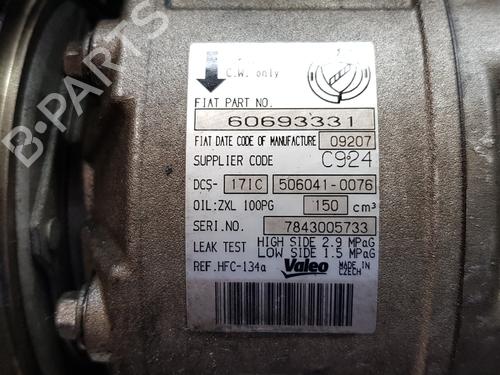 C.W. only
FIAT PART NO.
60693331
FIAT DATE CODE OF MANUFACTURE 09207
SUPPLIER CODE C924
DCS- 17IC 506041-0076
OIL:ZXL 100PG 150 cm³
SERI.NO. 7843005733
LEAK TEST HIGH SIDE 2.9 MPaG
LOW SIDE 1.5 MPaG
REF.HFC-134a Valeo MADE IN CZECH
B-PARTS